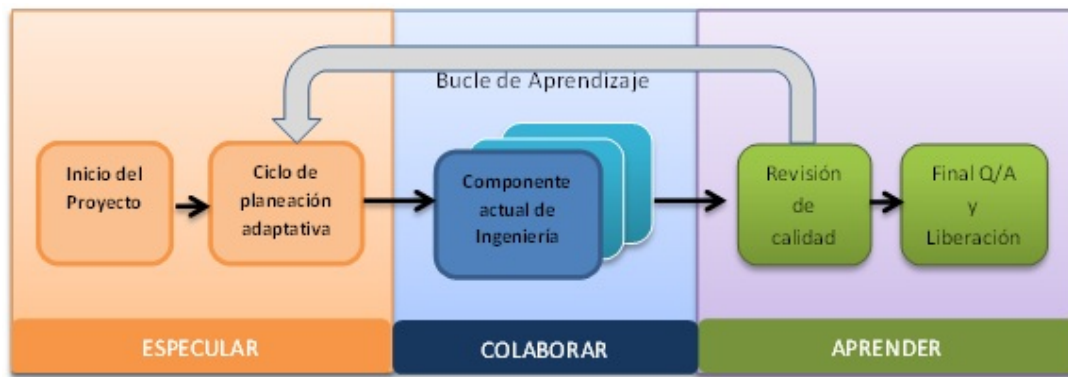 Bucle de Aprendizaje
Inicio del
Proyecto
Ciclo de
planeación
adaptativa
Componente
actual de
Ingeniería
Revisión
de
calidad
Final Q/A
y
Liberación
ESPECULAR
COLABORAR
APRENDER